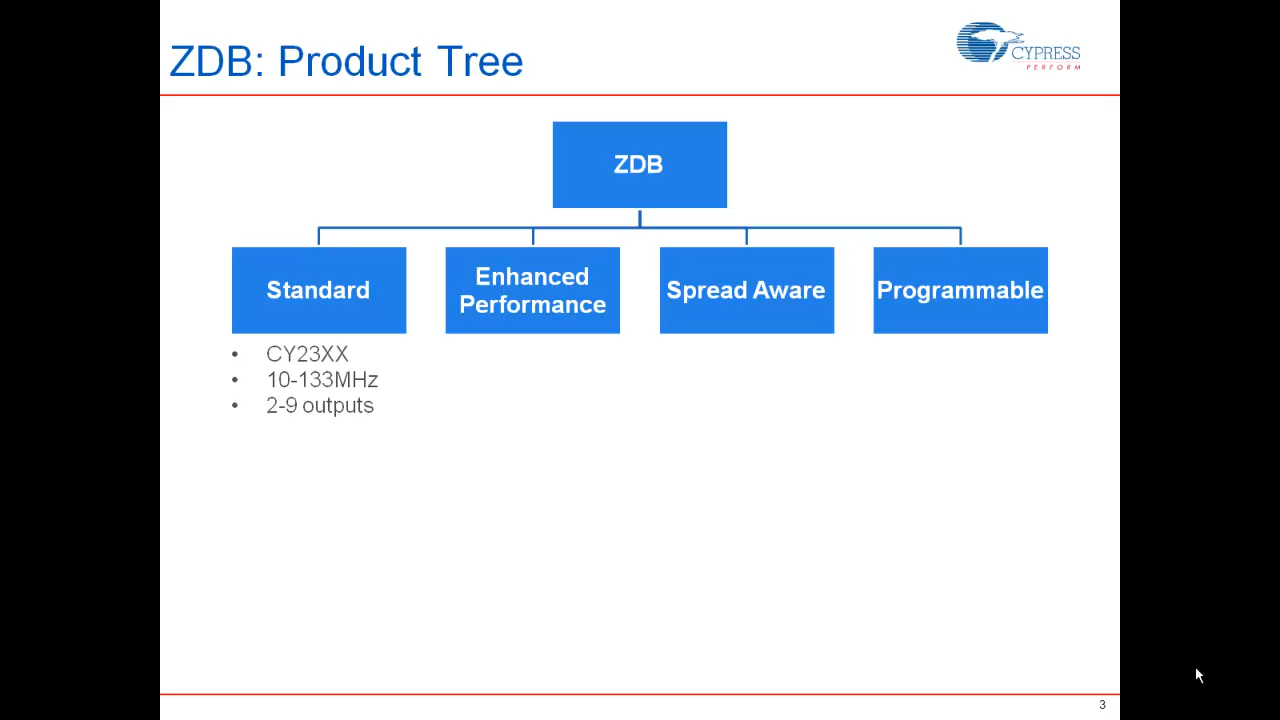 ZDB: Product Tree
CYPRESS
PERFORM
ZDB
Standard
Enhanced
Performance
Spread Aware
Programmable
• CY23XX
• 10-133MHz
• 2-9 outputs
3